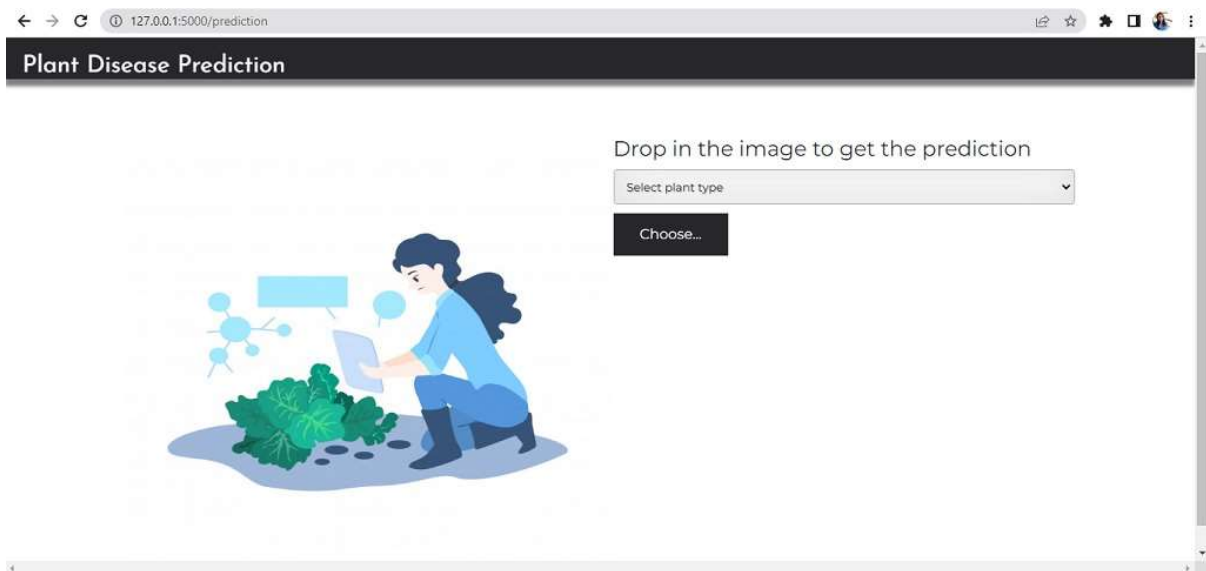 127.0.0.1:5000/prediction
Plant Disease Prediction
Drop in the image to get the prediction
Select plant type
Choose...